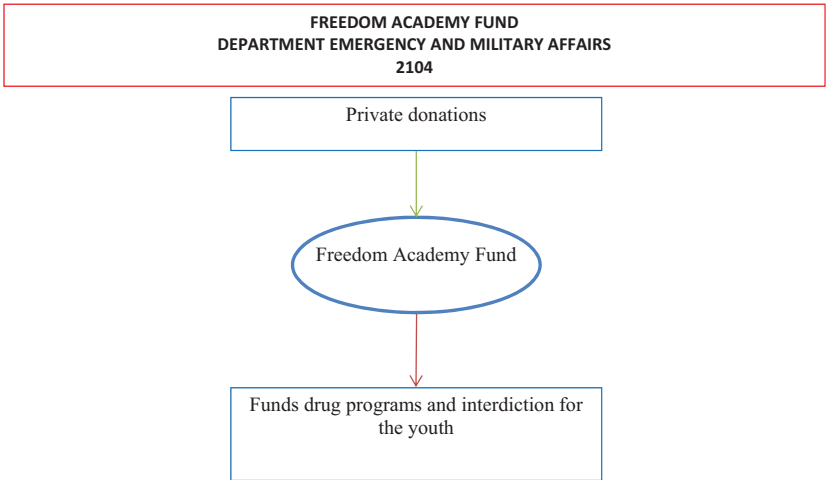 FREEDOM ACADEMY FUND
DEPARTMENT EMERGENCY AND MILITARY AFFAIRS
2104
Private donations
Freedom Academy Fund
Funds drug programs and interdiction for
the youth